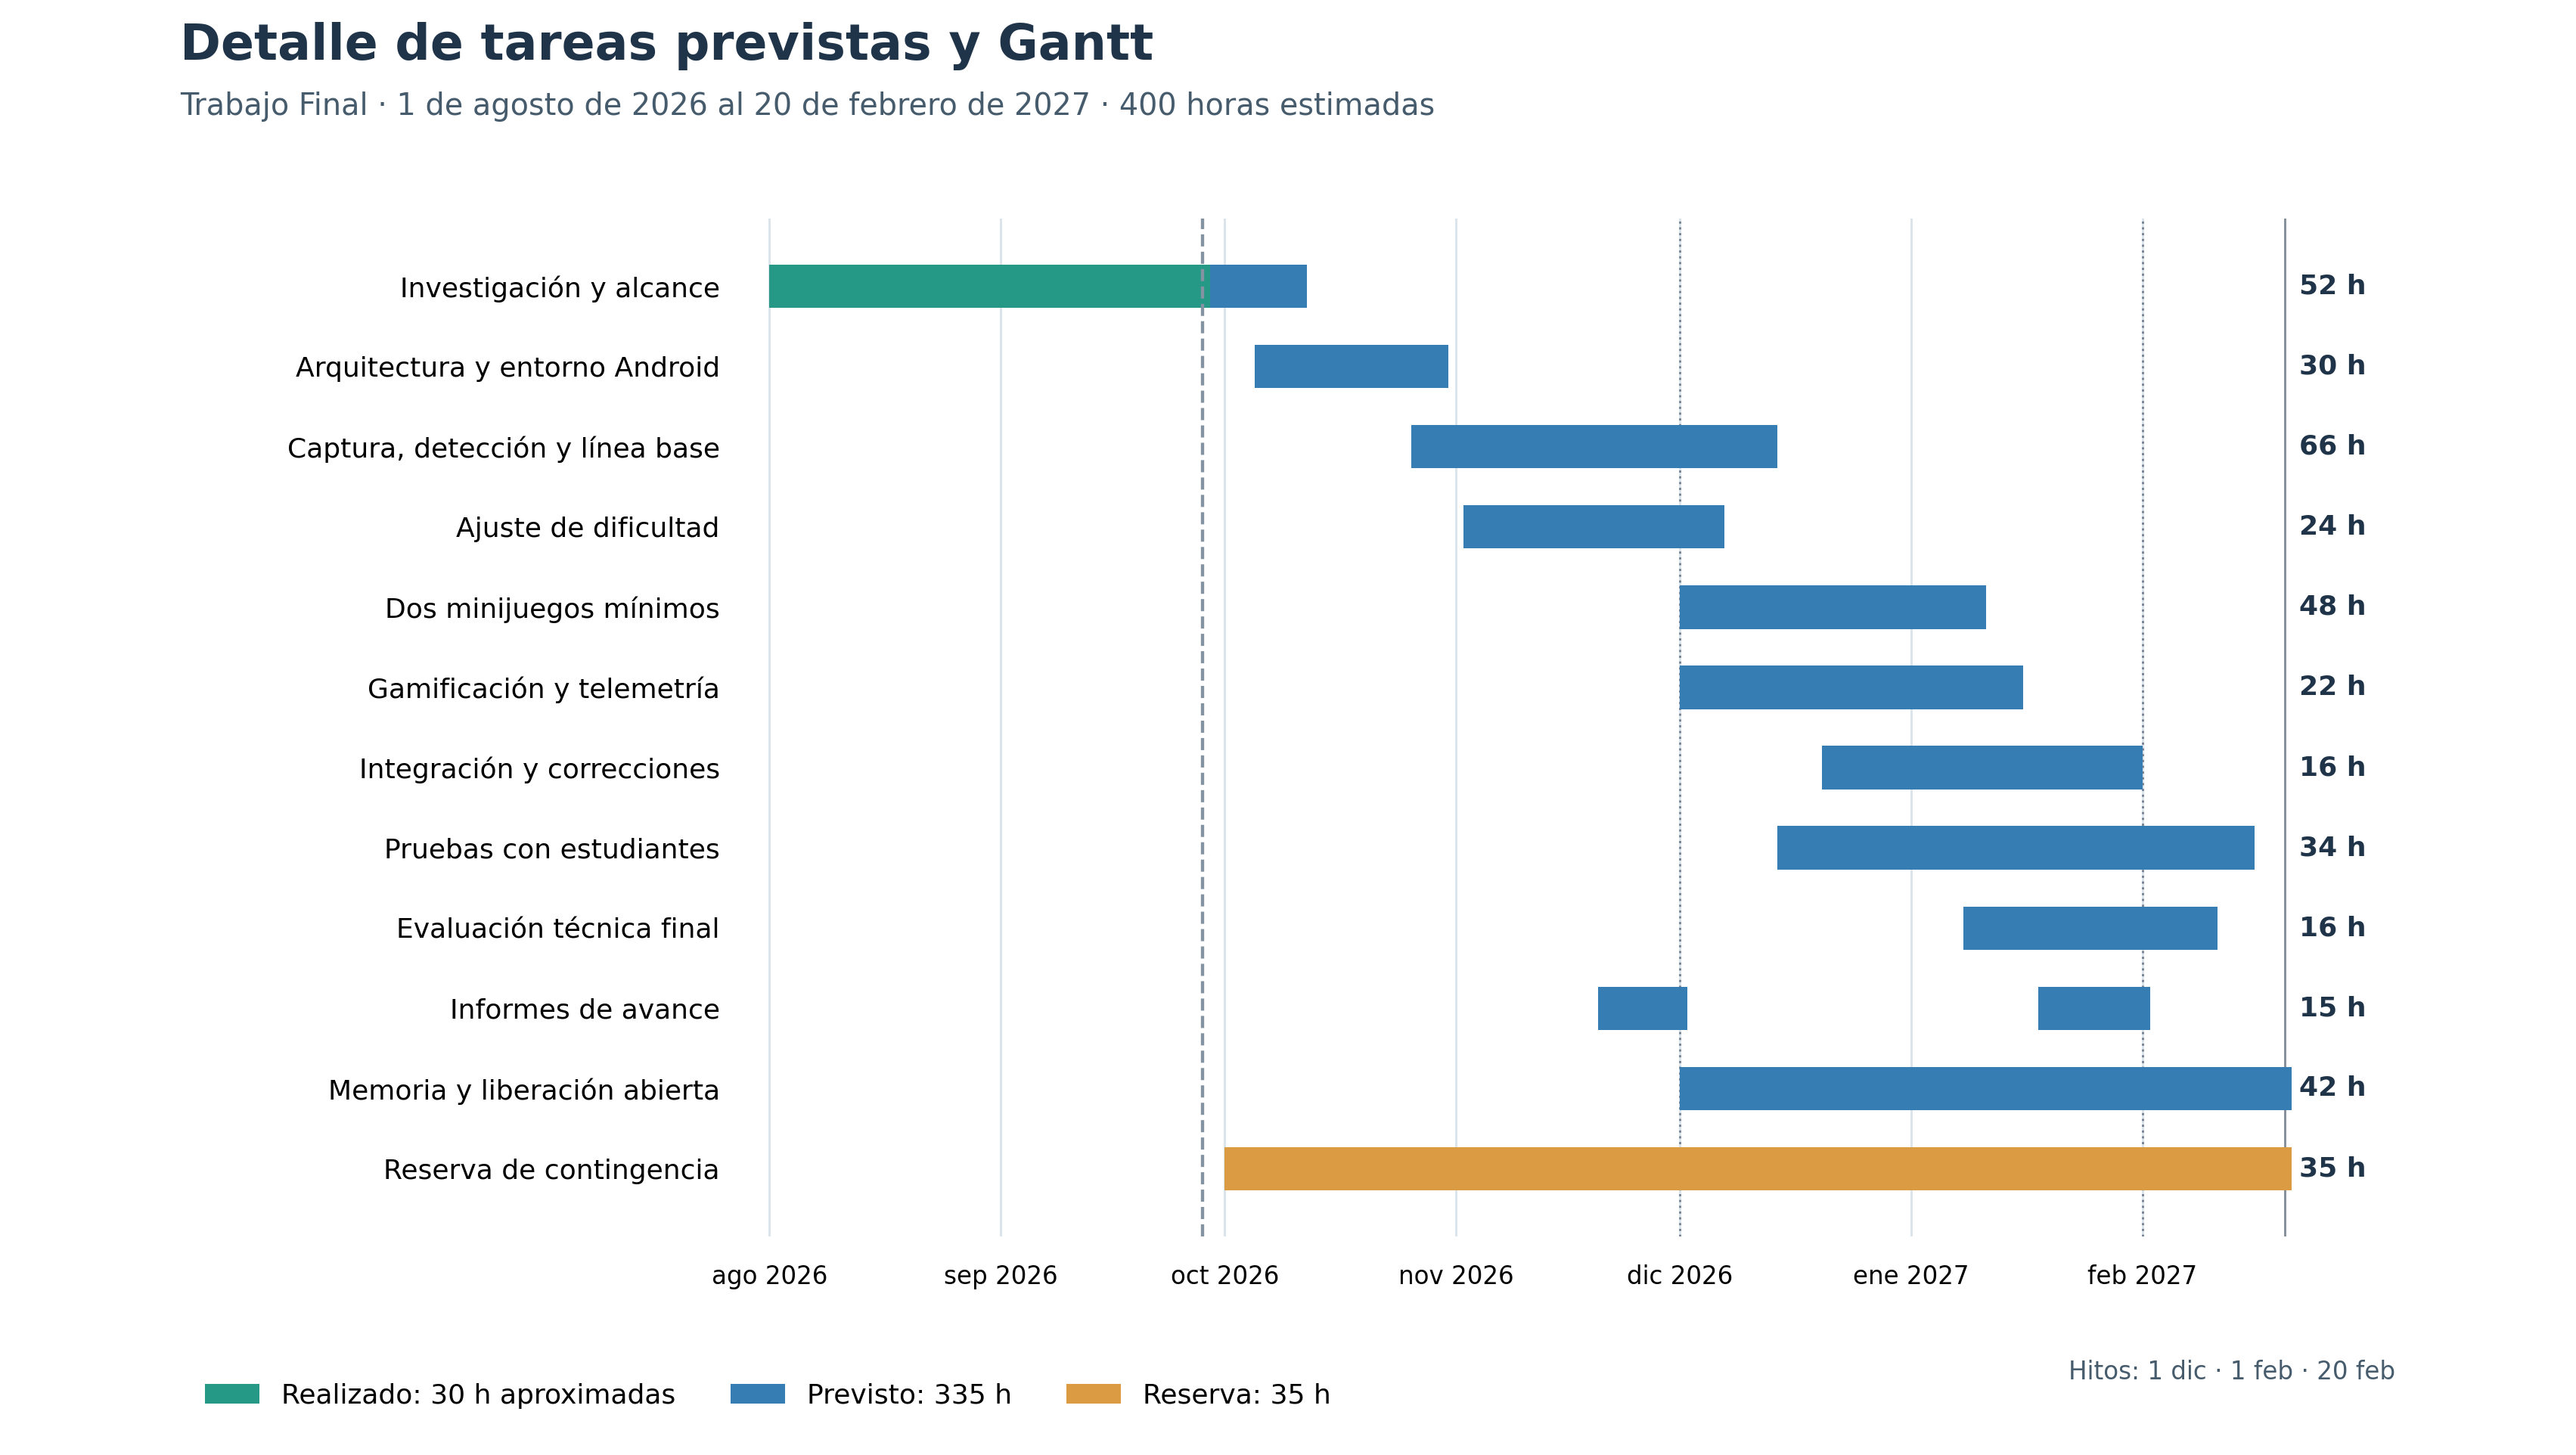 Detalle de tareas previstas y Gantt
Trabajo Final · 1 de agosto de 2026 al 20 de febrero de 2027 · 400 horas estimadas
Investigación y alcance 52 h
Arquitectura y entorno Android 30 h
Captura, detección y línea base 66 h
Ajuste de dificultad 24 h
Dos minijuegos mínimos 48 h
Gamificación y telemetría 22 h
Integración y correcciones 16 h
Pruebas con estudiantes 34 h
Evaluación técnica final 16 h
Informes de avance 15 h
Memoria y liberación abierta 42 h
Reserva de contingencia 35 h
ago 2026 sep 2026 oct 2026 nov 2026 dic 2026 ene 2027 feb 2027
Hitos: 1 dic · 1 feb · 20 feb
Realizado: 30 h aproximadas Previsto: 335 h Reserva: 35 h